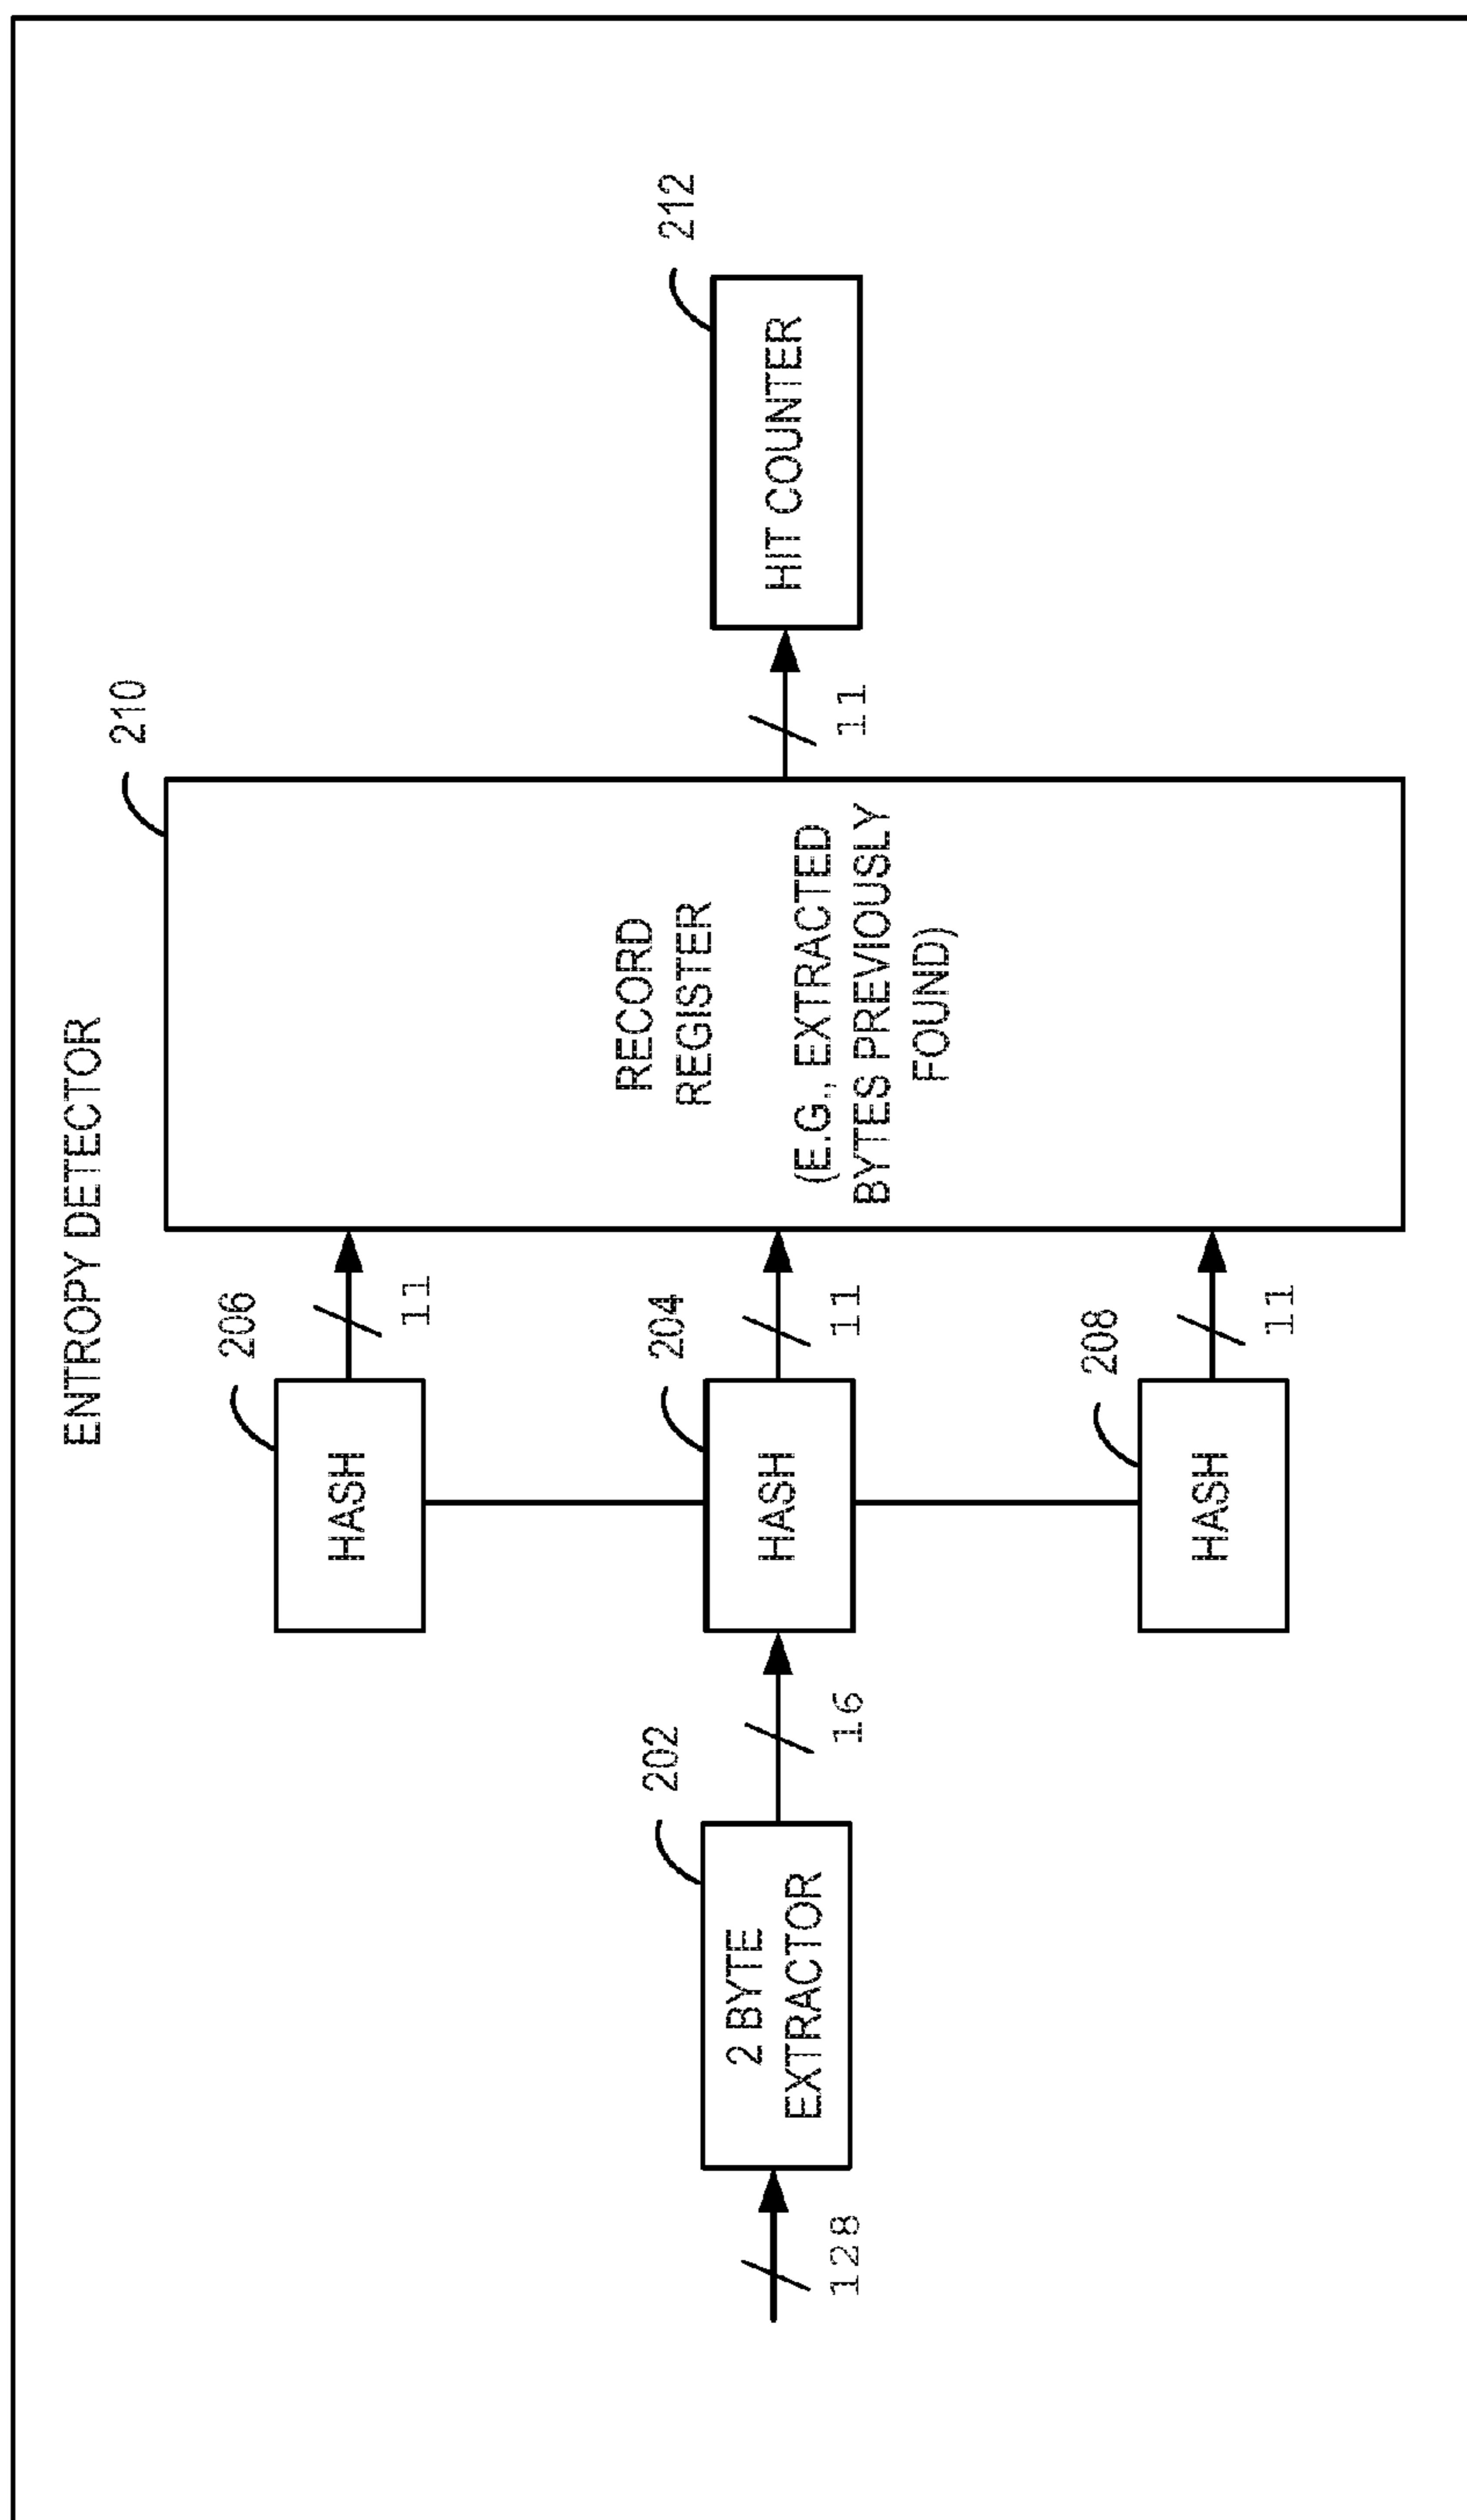 ENTROPY DETECTOR
128
2 BYTE
EXTRACTOR
202
16
HASH
206
11
HASH
204
11
HASH
208
11
RECORD
REGISTER
(E.G., EXTRACTED
BYTES PREVIOUSLY
FOUND)
210
11
HIT COUNTER
212